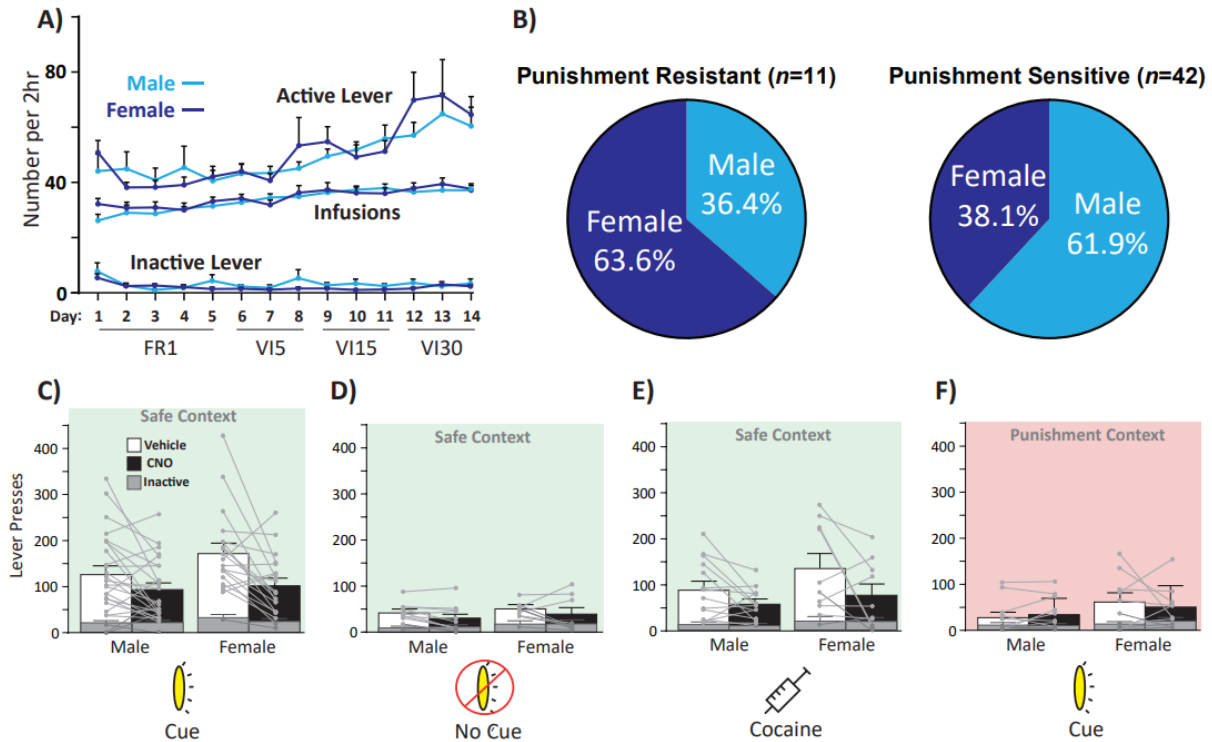 A)
Number per 2hr
80
40
0
Male
Female
Active Lever
Infusions
Inactive Lever
Day: 1 2 3 4 5 6 7 8 9 10 11 12 13 14
FR1 VI5 VI15 VI30
B)
Punishment Resistant (n=11)
Male
36.4%
Female
63.6%
Punishment Sensitive (n=42)
Female
38.1%
Male
61.9%
C)
Safe Context
Lever Presses
400
300
200
100
0
Vehicle
CNO
Inactive
Male Female
Cue
D)
Safe Context
400
300
200
100
0
Male Female
No Cue
E)
Safe Context
400
300
200
100
0
Male Female
Cocaine
F)
Punishment Context
400
300
200
100
0
Male Female
Cue